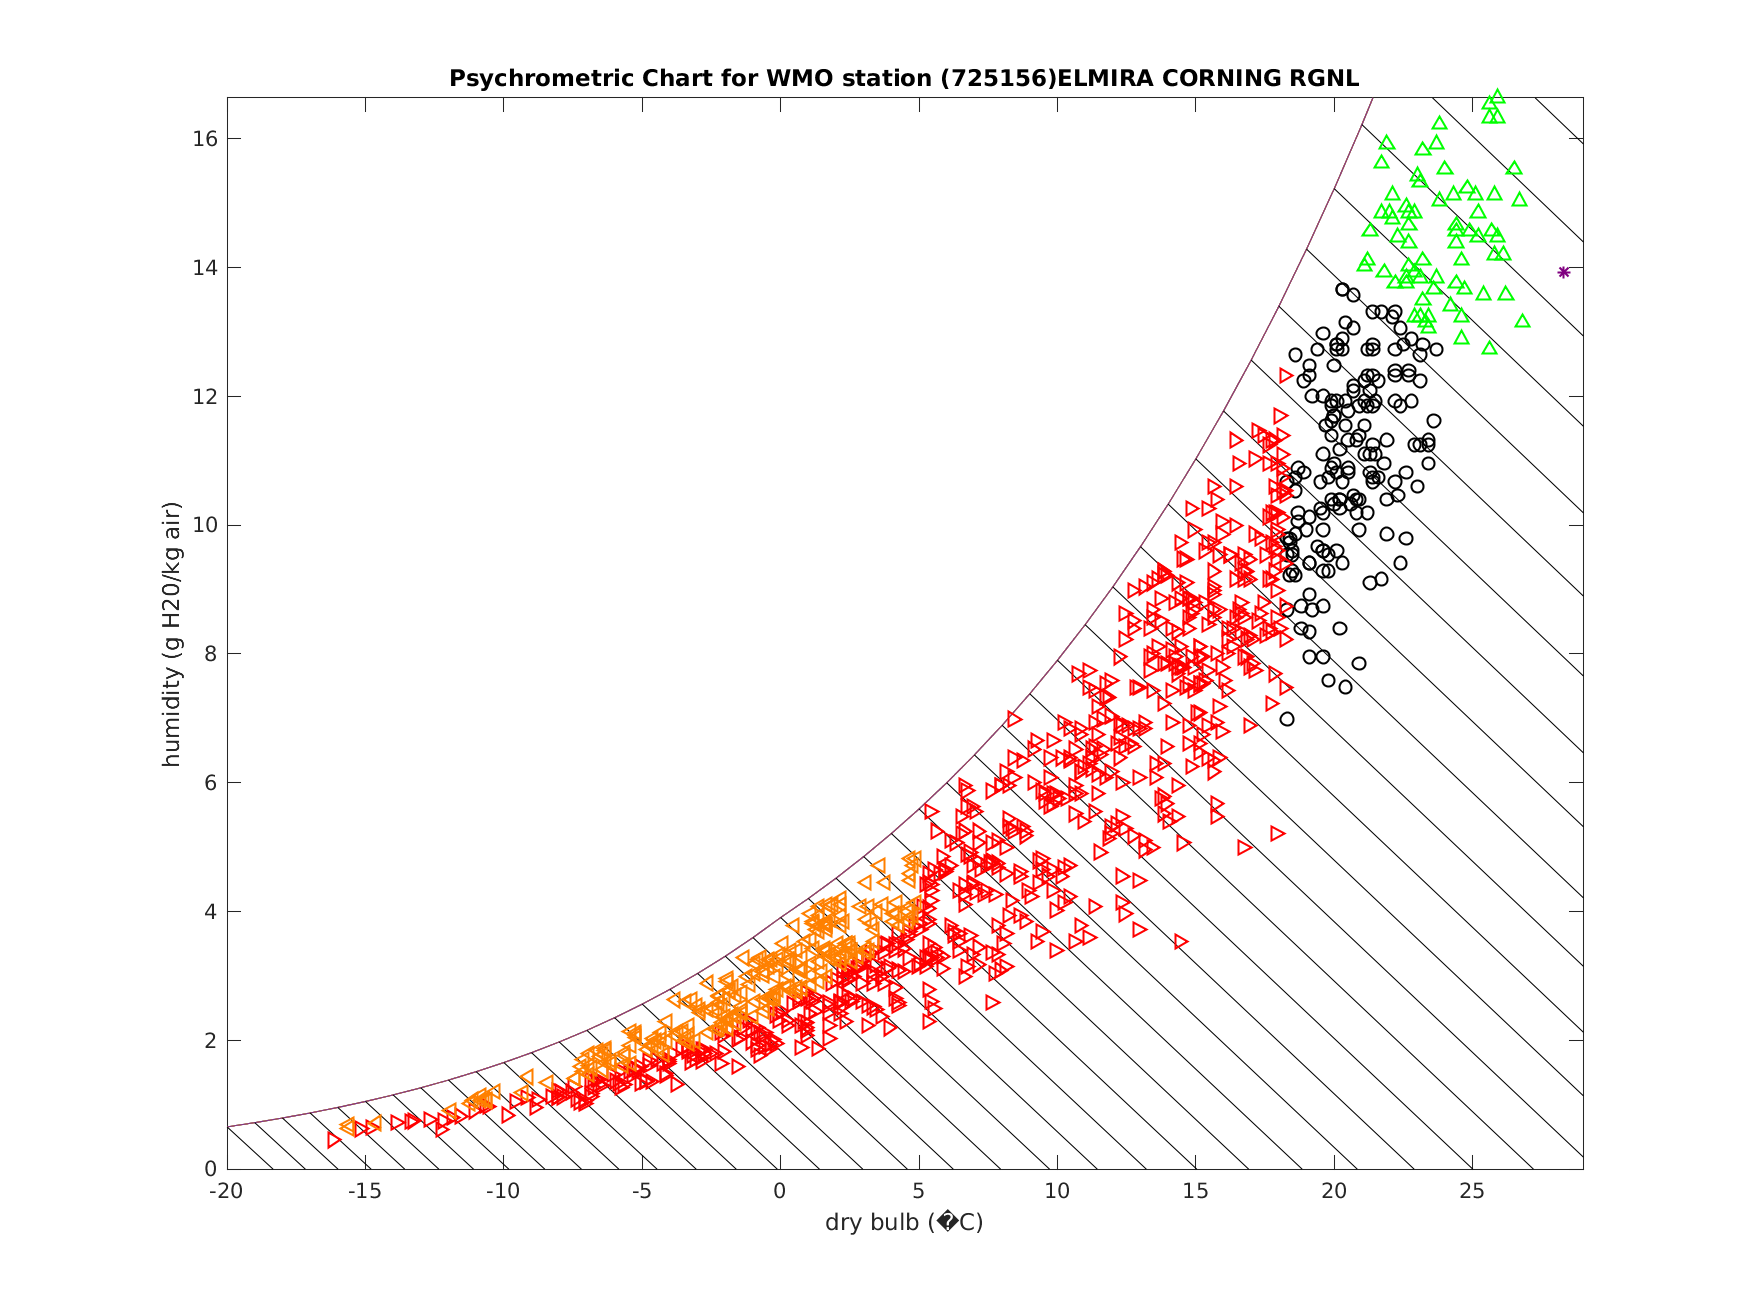 Psychrometric Chart for WMO station (725156)ELMIRA CORNING RGNL
16
14
12
10
8
6
4
2
0
humidity (g H20/kg air)
-20 -15 -10 -5 0 5 10 15 20 25
dry bulb (�C)